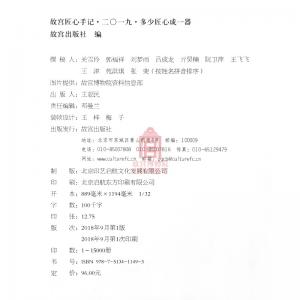 故宫匠心手记·二〇一九·多少匠心成一器
故宫出版社 编
撰 稿 人：关雪玲 郭福祥 刘梦雨 吕成龙 亓昊楠 阮卫萍 王飞飞
王 津 苑洪琪 张 雯（按姓名拼音排序）
图片提供：故宫博物院资料信息部
出 版 人：王亚民
责任编辑：邓曼兰
装帧设计：王 梓 梅 子
出版发行：故宫出版社
地址：北京市东城区景山前街4号 邮编：100009
电话：010-85007808 010-85007816 传真：010-65129479
网址：www.culturefc.cn 邮箱：ggcb@culturefc.cn
制 版：北京印艺启航文化发展有限公司
印 刷：北京启航东方印刷有限公司
开 本：889毫米×1194毫米 1/32
字 数：100千字
印 张：12.75
版 次：2018年9月第1版
2018年9月第1次印刷
印 数：1-15000册
书 号：ISBN 978-7-5134-1149-3
定 价：96.00元